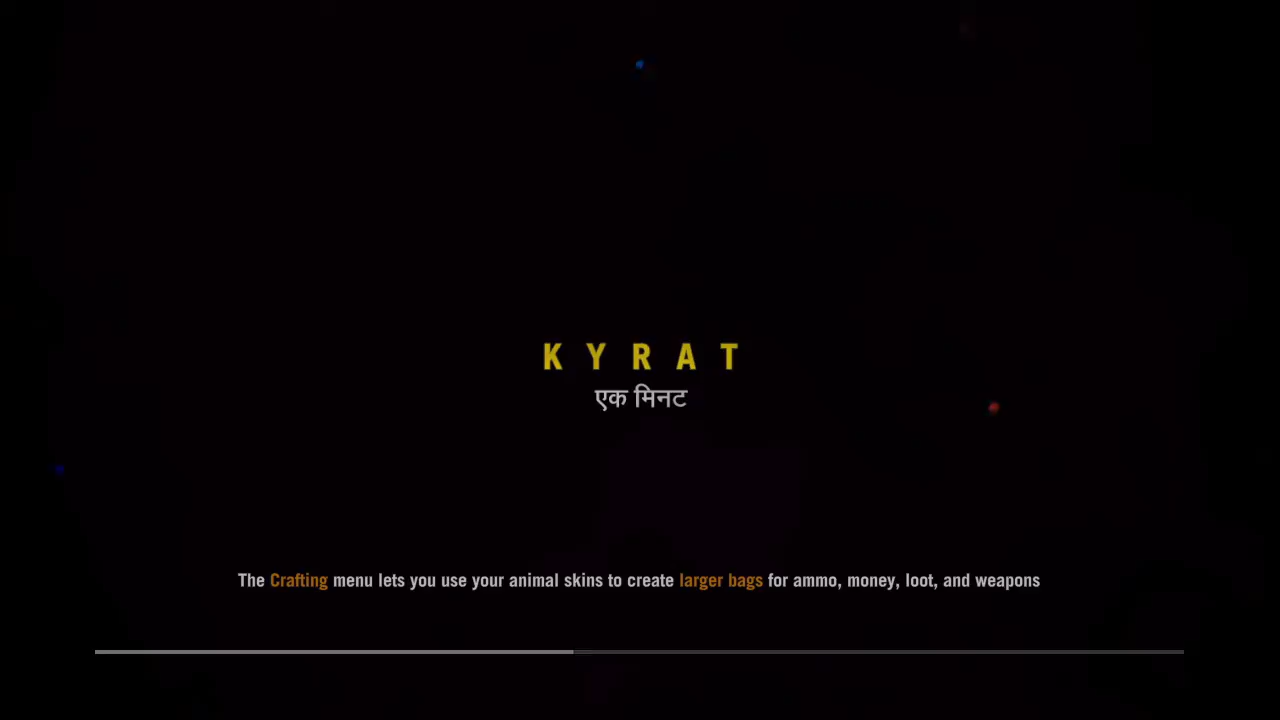 KYRAT
एक मिनट
The Crafting menu lets you use your animal skins to create larger bags for ammo, money, loot, and weapons